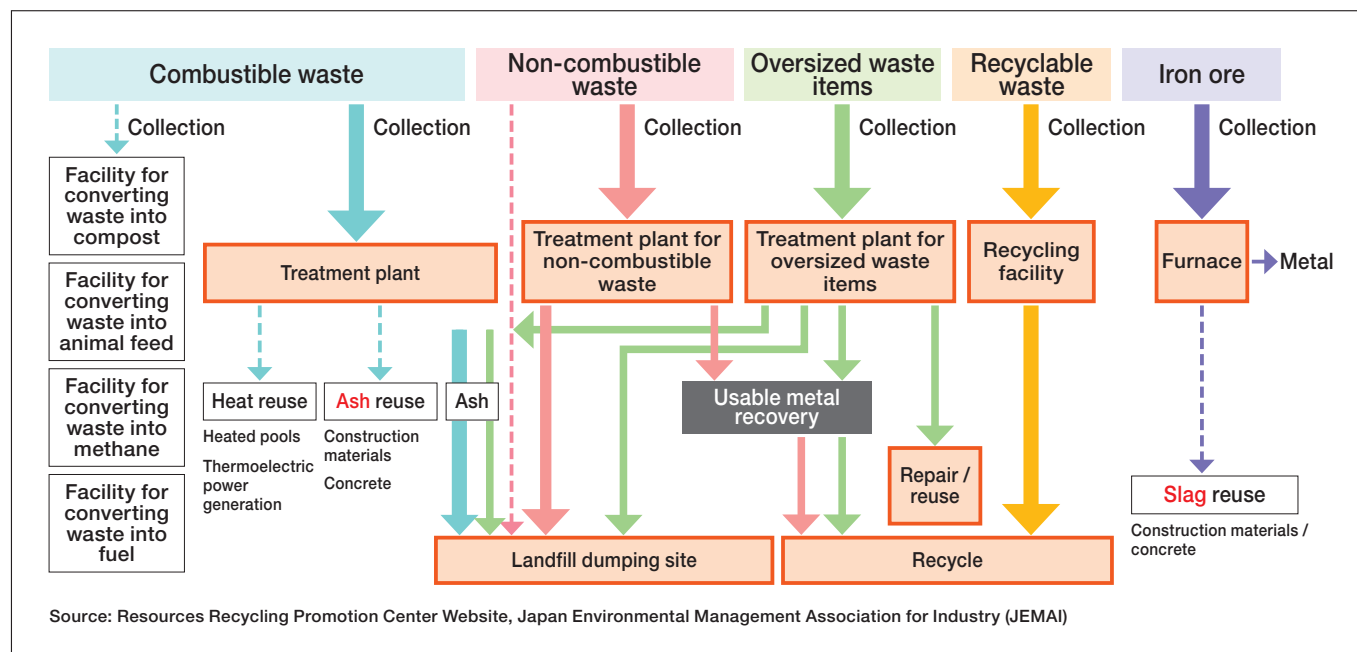 Combustible waste
Non-combustible
waste
Oversized waste
items
Recyclable
waste
Iron ore
Collection
Collection
Collection
Collection
Collection
Collection
Facility for
converting
waste into
compost
Facility for
converting
waste into
animal feed
Facility for
converting
waste into
methane
Facility for
converting
waste into
fuel
Treatment plant
Treatment plant for
non-combustible
waste
Treatment plant for
oversized waste
items
Recycling
facility
Furnace
Metal
Heat reuse
Heated pools
Thermoelectric
power
generation
Ash reuse
Construction
materials
Concrete
Ash
Usable metal
recovery
Repair /
reuse
Slag reuse
Construction materials /
concrete
Landfill dumping site
Recycle
Source: Resources Recycling Promotion Center Website, Japan Environmental Management Association for Industry (JEMAI)